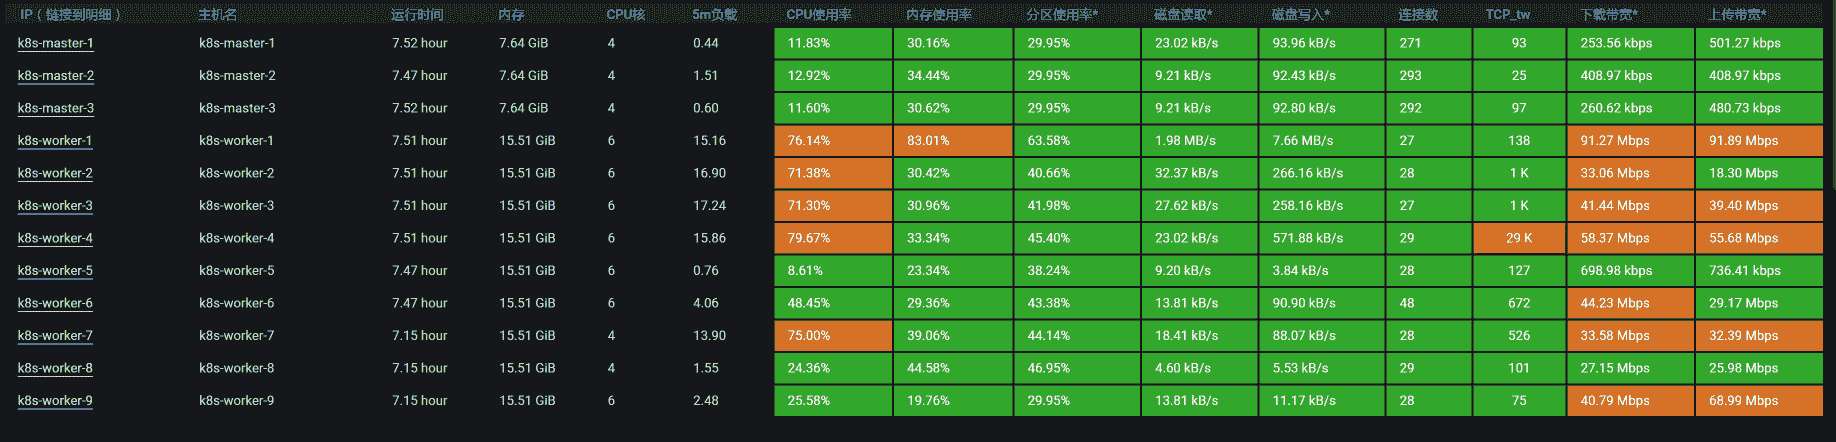 IP（链接到明细） 主机名 运行时间 内存 CPU核 5m负载 CPU使用率 内存使用率 分区使用率* 磁盘读取* 磁盘写入* 连接数 TCP_tw 下载带宽* 上传带宽*
k8s-master-1 k8s-master-1 7.52 hour 7.64 GiB 4 0.44 11.83% 30.16% 29.95% 23.02 kB/s 93.96 kB/s 271 93 253.56 kbps 501.27 kbps
k8s-master-2 k8s-master-2 7.47 hour 7.64 GiB 4 1.51 12.92% 34.44% 29.95% 9.21 kB/s 92.43 kB/s 293 25 408.97 kbps 408.97 kbps
k8s-master-3 k8s-master-3 7.52 hour 7.64 GiB 4 0.60 11.60% 30.62% 29.95% 9.21 kB/s 92.80 kB/s 292 97 260.62 kbps 480.73 kbps
k8s-worker-1 k8s-worker-1 7.51 hour 15.51 GiB 6 15.16 76.14% 83.01% 63.58% 1.98 MB/s 7.66 MB/s 27 138 91.27 Mbps 91.89 Mbps
k8s-worker-2 k8s-worker-2 7.51 hour 15.51 GiB 6 16.90 71.38% 30.42% 40.66% 32.37 kB/s 266.16 kB/s 28 1 K 33.06 Mbps 18.30 Mbps
k8s-worker-3 k8s-worker-3 7.51 hour 15.51 GiB 6 17.24 71.30% 30.96% 41.98% 27.62 kB/s 258.16 kB/s 27 1 K 41.44 Mbps 39.40 Mbps
k8s-worker-4 k8s-worker-4 7.51 hour 15.51 GiB 6 15.86 79.67% 33.34% 45.40% 23.02 kB/s 571.88 kB/s 29 29 K 58.37 Mbps 55.68 Mbps
k8s-worker-5 k8s-worker-5 7.47 hour 15.51 GiB 6 0.76 8.61% 23.34% 38.24% 9.20 kB/s 3.84 kB/s 28 127 698.98 kbps 736.41 kbps
k8s-worker-6 k8s-worker-6 7.47 hour 15.51 GiB 6 4.06 48.45% 29.36% 43.38% 13.81 kB/s 90.90 kB/s 48 672 44.23 Mbps 29.17 Mbps
k8s-worker-7 k8s-worker-7 7.15 hour 15.51 GiB 4 13.90 75.00% 39.06% 44.14% 18.41 kB/s 88.07 kB/s 28 526 33.58 Mbps 32.39 Mbps
k8s-worker-8 k8s-worker-8 7.15 hour 15.51 GiB 4 1.55 24.36% 44.58% 46.95% 4.60 kB/s 5.53 kB/s 29 101 27.15 Mbps 25.98 Mbps
k8s-worker-9 k8s-worker-9 7.15 hour 15.51 GiB 6 2.48 25.58% 19.76% 29.95% 13.81 kB/s 11.17 kB/s 28 75 40.79 Mbps 68.99 Mbps